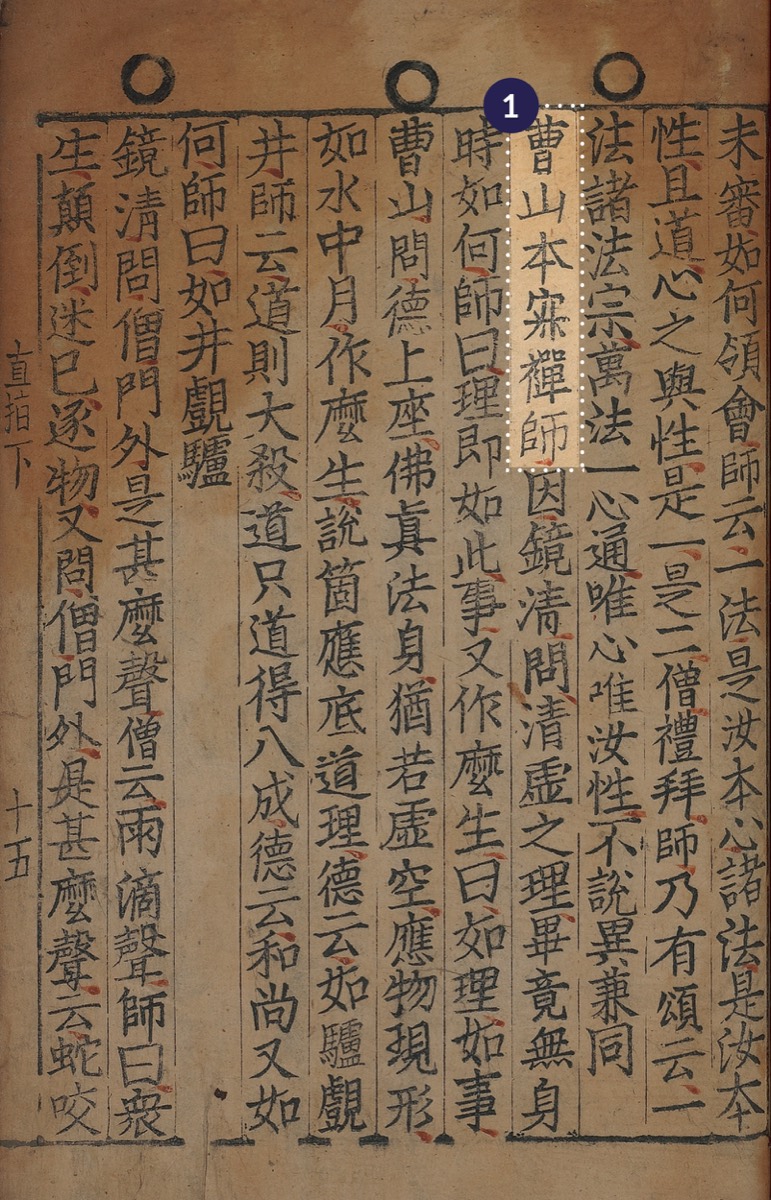 未審如何領會師云一法是汝本心諸法是汝本
性且道心之與性是一是二僧禮拜師乃有頌云一
法諸法宗萬法一心通唯心唯汝性不說異兼同
1
曹山本寂禪師因鏡清問清虛之理畢竟無身
時如何師曰理即如此事又作麼生曰如理如事
曹山問德上座佛真法身猶若虛空應物現形
如水中月作麼生說箇應底道理德云如驢覰
井師云道則大殺道只道得八成德云和尚又如
何師曰如井覰驢
鏡清問僧門外是甚麼聲僧云雨滴聲師曰衆
生顛倒迷已逐物又問僧門外是甚麼聲云蛇咬
直指下
十五